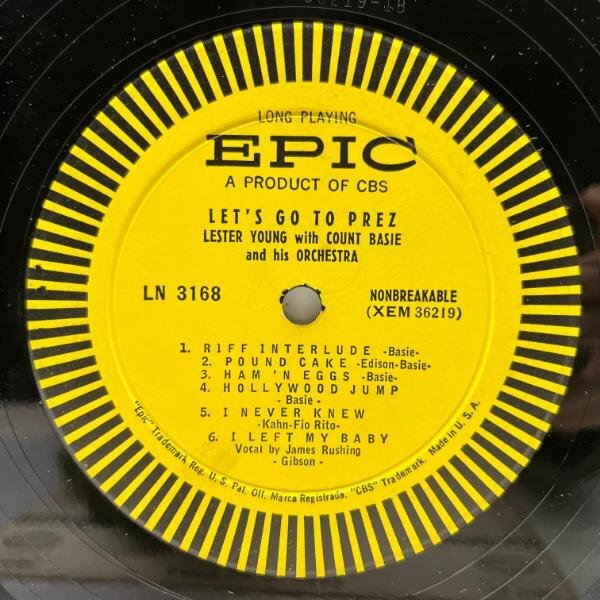 LONG PLAYING
EPIC
A PRODUCT OF CBS
LET'S GO TO PREZ
LESTER YOUNG with COUNT BASIE
and his ORCHESTRA
LN 3168
NONBREAKABLE
(XEM 36219)
1. RIFF INTERLUDE -Basie-
2. POUND CAKE -Edison-Basie-
3. HAM 'N EGGS -Basie-
4. HOLLYWOOD JUMP
- Basie -
5. I NEVER KNEW
-Kahn-Fio Rito-
6. I LEFT MY BABY
Vocal by James Rushing
- Gibson -
"Epic" Trademark Reg. U. S. Pat. Off. Marca Registrada. "CBS" Trademark. Made in U. S. A.